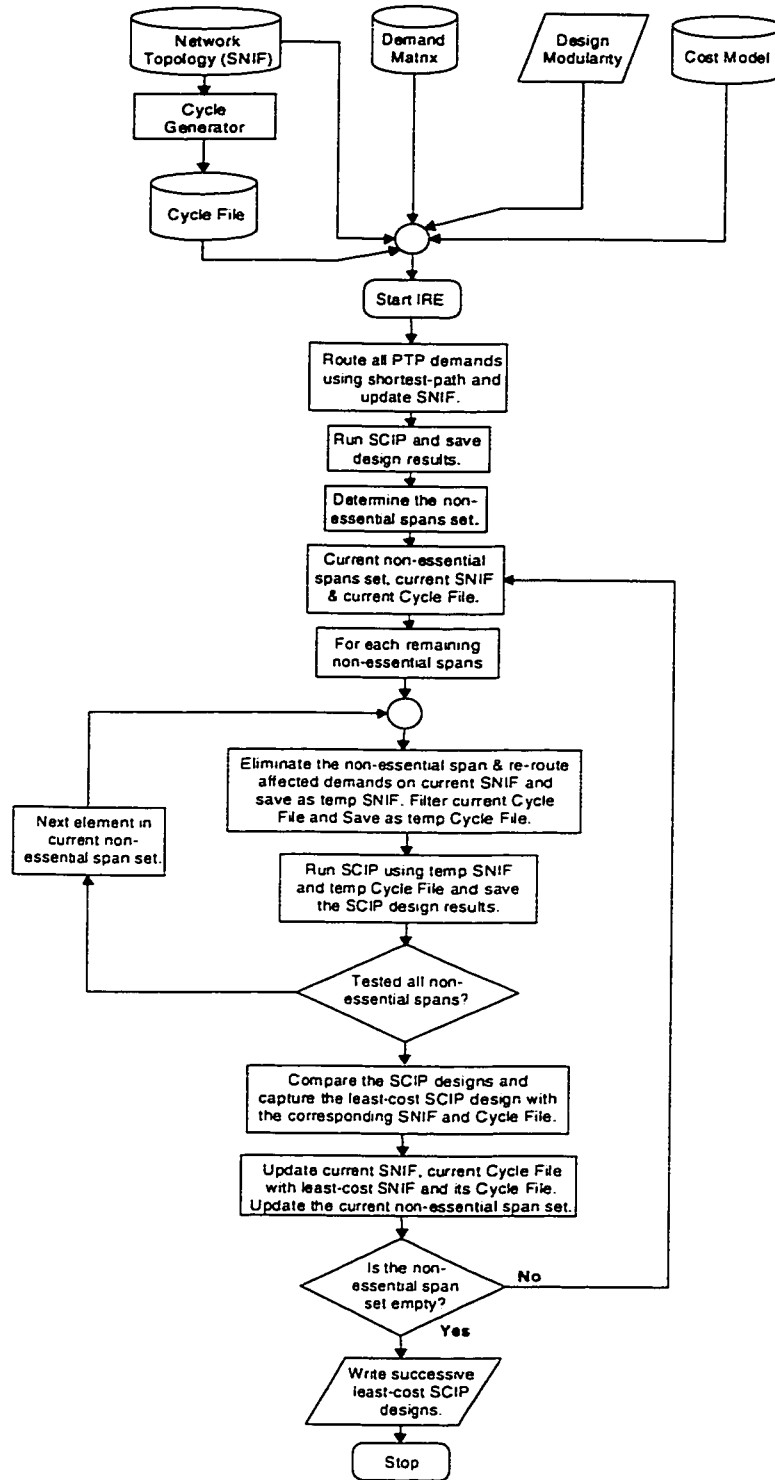 Network
Topology (SNIF)
Demand
Matrix
Design
Modularity
Cost Model
Cycle
Generator
Cycle File
Start IRE
Route all PTP demands
using shortest-path and
update SNIF.
Run SCIP and save
design results.
Determine the non-
essential spans set.
Current non-essential
spans set, current SNIF
& current Cycle File.
For each remaining
non-essential spans
Eliminate the non-essential span & re-route
affected demands on current SNIF and
save as temp SNIF. Filter current Cycle
File and Save as temp Cycle File.
Next element in
current non-
essential span set.
Run SCIP using temp SNIF
and temp Cycle File and save
the SCIP design results.
Tested all non-
essential spans?
Compare the SCIP designs and
capture the least-cost SCIP design with
the corresponding SNIF and Cycle File.
Update current SNIF, current Cycle File
with least-cost SNIF and its Cycle File.
Update the current non-essential span set.
Is the non-
essential span
set empty?
No
Yes
Write successive
least-cost SCIP
designs.
Stop